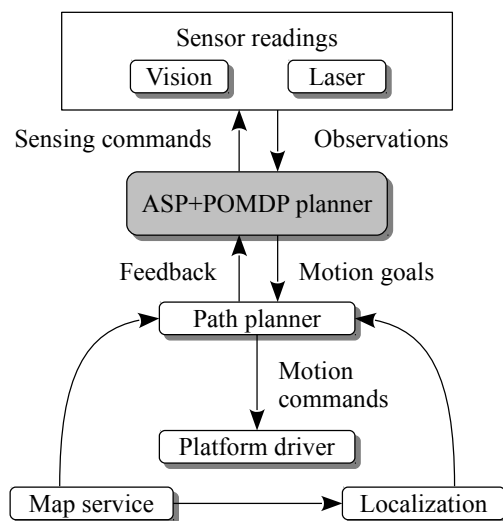 Sensor readings
Vision
Laser
Sensing commands
Observations
ASP+POMDP planner
Feedback
Motion goals
Path planner
Motion
commands
Platform driver
Map service
Localization